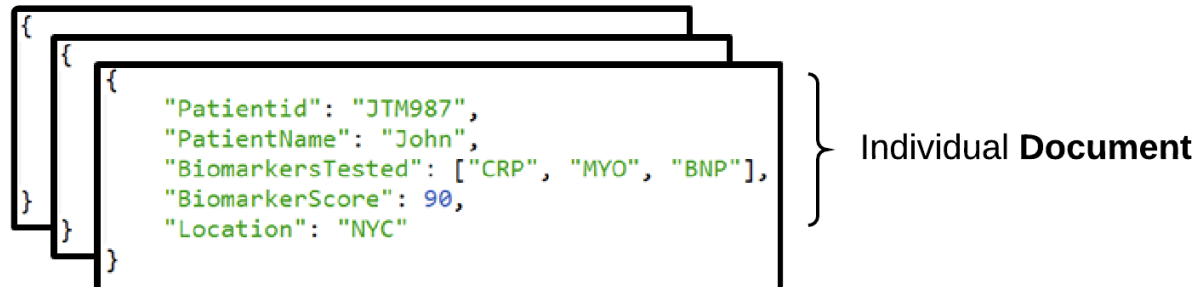 {
{
{
"Patientid": "JTM987",
"PatientName": "John",
"BiomarkersTested": ["CRP", "MYO", "BNP"],
"BiomarkerScore": 90,
"Location": "NYC"
}
}
}
Individual Document